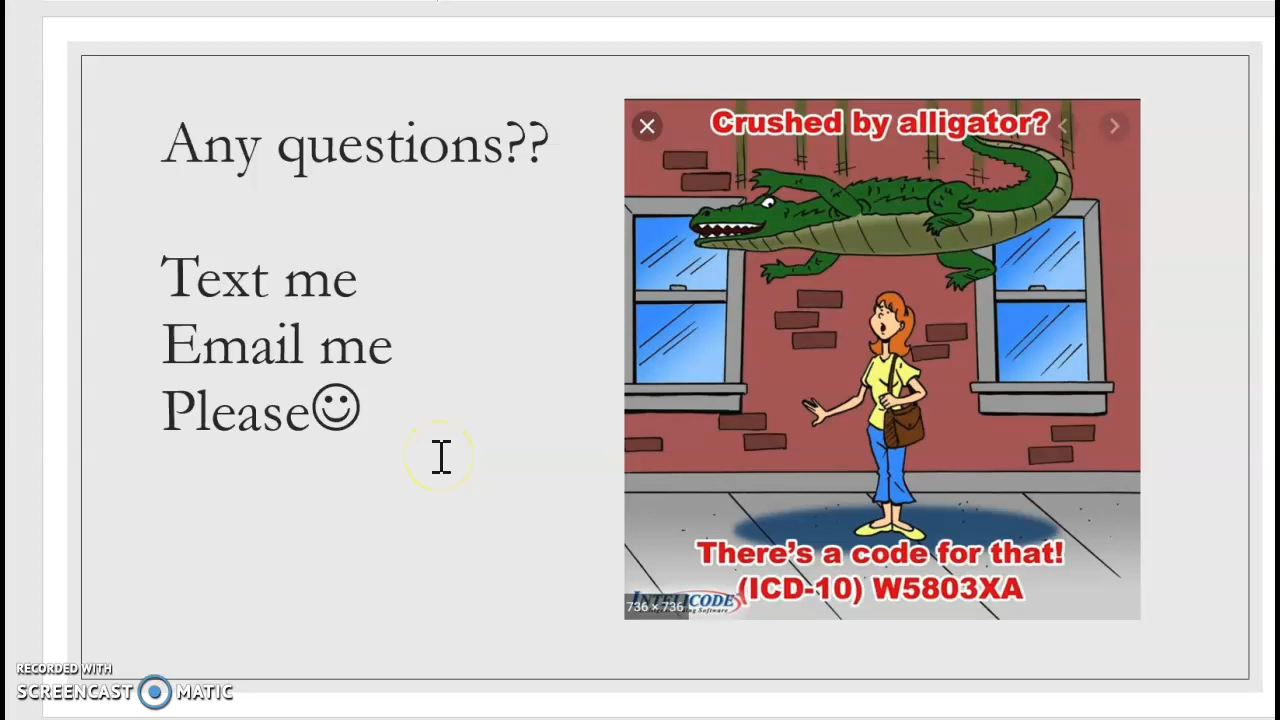 Any questions??
Text me
Email me
Please☺
Crushed by alligator?
There's a code for that!
(ICD-10) W5803XA
INTELICODE
736 × 736
RECORDED WITH
SCREENCAST MATIC